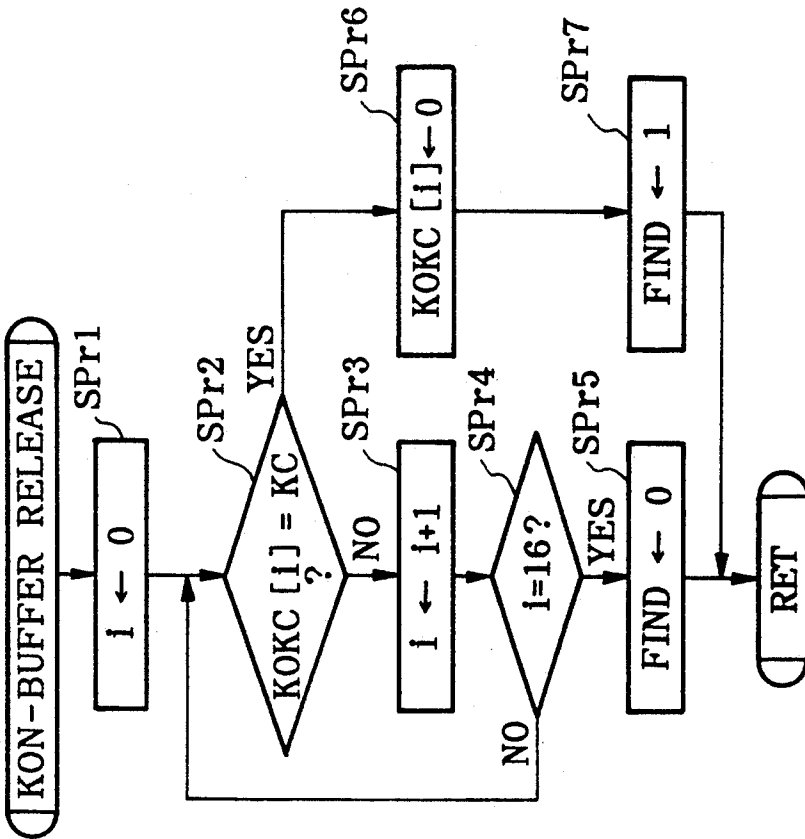 KON-BUFFER RELEASE
SPr1
i ← 0
SPr2
KOKC [i] = KC
?
YES
NO
SPr6
KOKC [i] ← 0
SPr3
i ← i+1
SPr4
i=16?
NO
YES
SPr7
FIND ← 1
SPr5
FIND ← 0
RET